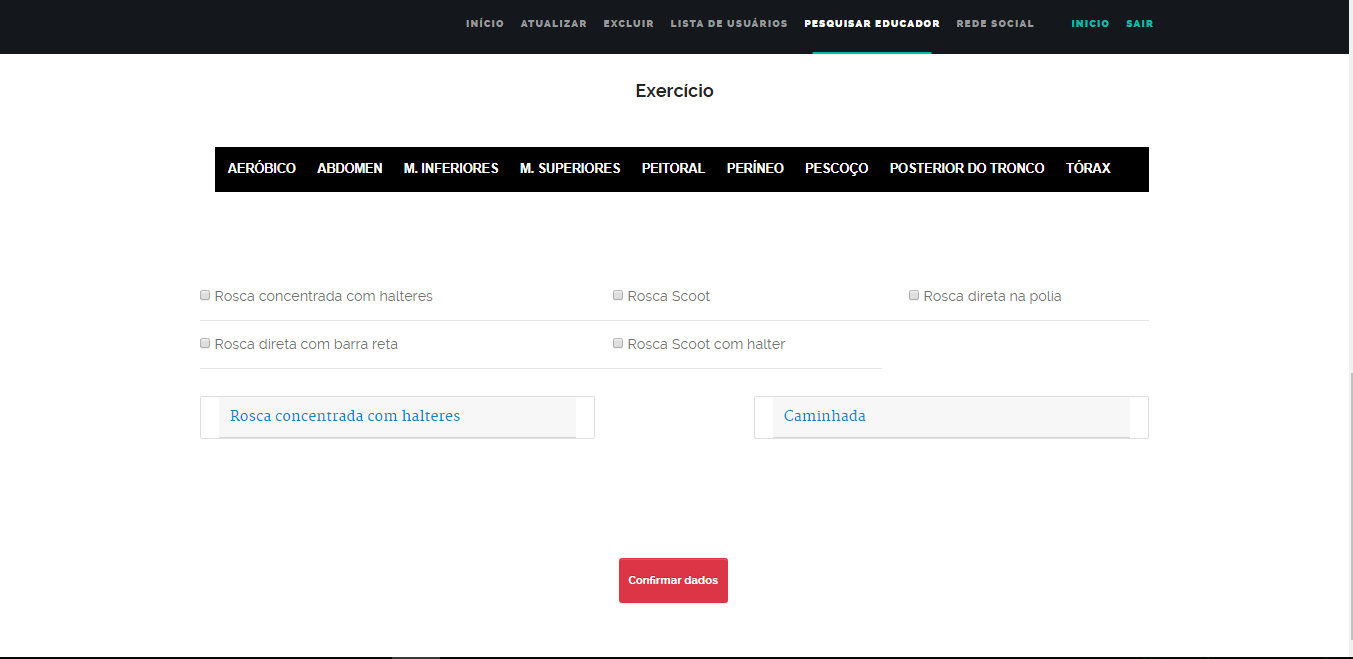 INÍCIO ATUALIZAR EXCLUIR LISTA DE USUÁRIOS PESQUISAR EDUCADOR REDE SOCIAL INICIO SAIR
Exercício
AERÓBICO ABDOMEN M. INFERIORES M. SUPERIORES PEITORAL PERÍNEO PESCOÇO POSTERIOR DO TRONCO TÓRAX
Rosca concentrada com halteres Rosca Scoot Rosca direta na polia
Rosca direta com barra reta Rosca Scoot com halter
Rosca concentrada com halteres Caminhada
Confirmar dados